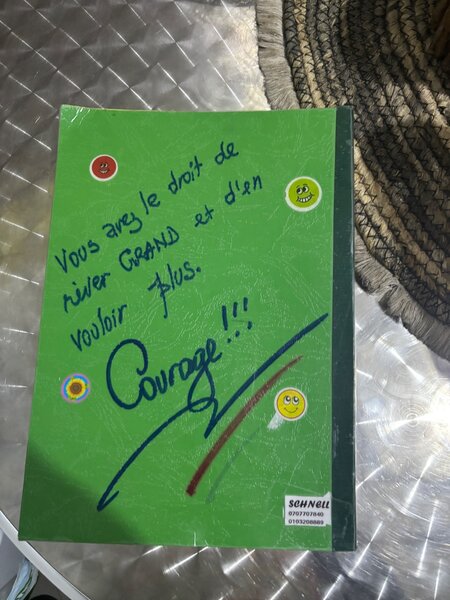 Vous avez le droit de
rêver GRAND et d'en
vouloir plus.
Courage!!!
SCHNELL
0707707840
0103208889